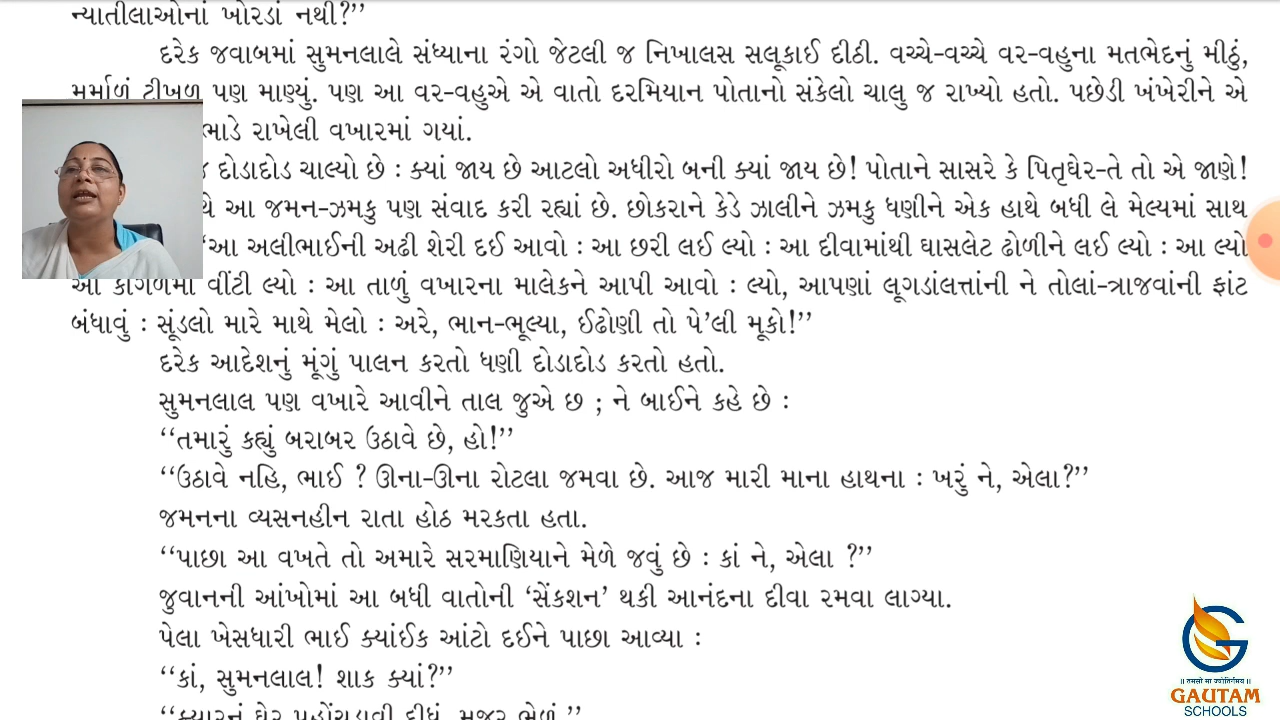 ન્યાતીલાઓનાં ખોરડાં નથી?’’
દરેક જવાબમાં સુમનલાલે સંધ્યાના રંગો જેટલી જ નિખાલસ સલૂકાઈ દીઠી. વચ્ચે-વચ્ચે વર-વહુના મતભેદનું મીઠું,
મર્માળું ટીખળ પણ માણ્યું. પણ આ વર-વહુએ એ વાતો દરમિયાન પોતાનો સંકેલો ચાલુ જ રાખ્યો હતો. પછેડી ખંખેરીને એ
ભાડે રાખેલી વખારમાં ગયાં.
દોડાદોડ ચાલ્યો છે : ક્યાં જાય છે આટલો અધીરો બની ક્યાં જાય છે! પોતાને સાસરે કે પિતૃઘેર-તે તો એ જાણે!
આ જમન-ઝમકુ પણ સંવાદ કરી રહ્યાં છે. છોકરાને કેડે ઝાલીને ઝમકુ ધણીને એક હાથે બધી લે મેલ્યમાં સાથ
‘આ અલીભાઈની અઢી શેરી દઈ આવો : આ છરી લઈ લ્યો : આ દીવામાંથી ઘાસલેટ ઢોળીને લઈ લ્યો : આ લ્યો
આ કાગળમાં વીંટી લ્યો : આ તાળું વખારના માલેકને આપી આવો : લ્યો, આપણાં લૂગડાંલત્તાંની ને તોલાં-ત્રાજવાંની ફાંટ
બંધાવું : સૂંડલો મારે માથે મેલો : અરે, ભાન-ભૂલ્યા, ઈઢોણી તો પે’લી મૂકો!’’
દરેક આદેશનું મૂંગું પાલન કરતો ધણી દોડાદોડ કરતો હતો.
સુમનલાલ પણ વખારે આવીને તાલ જુએ છ ; ને બાઈને કહે છે :
‘‘તમારું કહ્યું બરાબર ઉઠાવે છે, હો!’’
‘‘ઉઠાવે નહિ, ભાઈ ? ઊના-ઊના રોટલા જમવા છે. આજ મારી માના હાથના : ખરું ને, એલા?’’
જમનના વ્યસનહીન રાતા હોઠ મરકતા હતા.
‘‘પાછા આ વખતે તો અમારે સરમાણિયાને મેળે જવું છે : કાં ને, એલા ?’’
જુવાનની આંખોમાં આ બધી વાતોની ‘સેંકશન’ થકી આનંદના દીવા રમવા લાગ્યા.
પેલા ખેસધારી ભાઈ ક્યાંઈક આંટો દઈને પાછા આવ્યા :
‘‘કાં, સુમનલાલ! શાક ક્યાં?’’
‘‘ક્યારનું ઘેર પહોંચાડાવી દીધું, મજૂર ભેળું.’’
॥ तमसो मा ज्योतिर्गमय ॥
GAUTAM
SCHOOLS